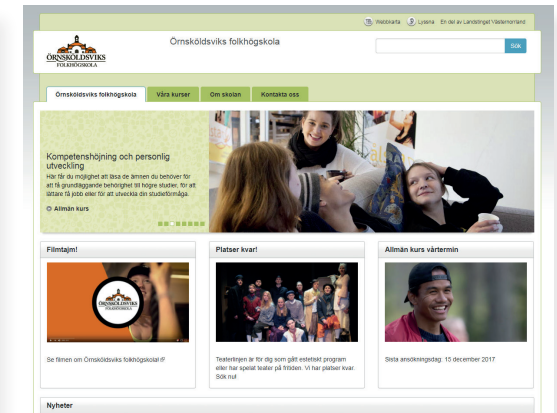 Webbkarta Lyssna En del av Landstinget Västernorrland
ÖRNSKÖLDSVIKS
FOLKHÖGSKOLA
Örnsköldsviks folkhögskola
Sök
Örnsköldsviks folkhögskola Våra kurser Om skolan Kontakta oss
Kompetenshöjning och personlig
utveckling
Här får du möjlighet att läsa de ämnen du behöver för
att få grundläggande behörighet till högre studier, för att
lättare få jobb eller för att utveckla din studieförmåga.
Allmän kurs
Filmtajm!
ÖRNSKÖLDSVIKS
FOLKHÖGSKOLA
Se filmen om Örnsköldsviks folkhögskola!
Platser kvar!
Teaterlinjen är för dig som gått estetiskt program
eller har spelat teater på fritiden. Vi har platser kvar.
Sök nu!
Allmän kurs vårtermin
Sista ansökningsdag: 15 december 2017
Nyheter